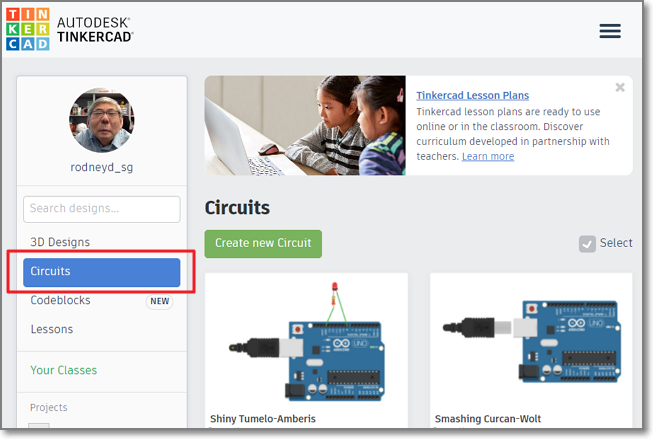 TIN
KER
CAD
AUTODESK®
TINKERCAD®
rodneyd_sg
Search designs...
3D Designs
Circuits
Codeblocks
NEW
Lessons
Your Classes
Projects
Tinkercad Lesson Plans
Tinkercad lesson plans are ready to use
online or in the classroom. Discover
curriculum developed in partnership with
teachers. Learn more
Circuits
Create new Circuit
Select
UNO
Shiny Tumelo-Amberis
UNO
Smashing Curcan-Wolt